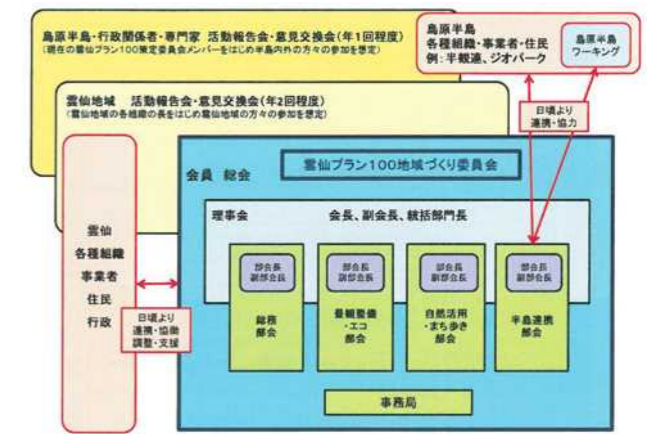 島原半島・行政関係者・専門家 活動報告会・意見交換会(年1回程度)
(現在の雲仙プラン100策定委員会メンバーをはじめ半島内外の方々の参加を想定)
島原半島
各種組織・事業者・住民
例:半観連、ジオパーク
島原半島
ワーキング
雲仙地域 活動報告会・意見交換会(年2回程度)
(雲仙地域の各組織の長をはじめ雲仙地域の方々の参加を想定)
日頃より
連携・協力
会員 総会
雲仙プラン100地域づくり委員会
理事会 会長、副会長、統括部門長
雲仙
各種組織
事業者
住民
行政
日頃より
連携・協働
調整・支援
部会長
副部会長
総務
部会
部会長
副部会長
景観整備
・エコ
部会
部会長
副部会長
自然活用
・まち歩き
部会
部会長
副部会長
半島連携
部会
事務局